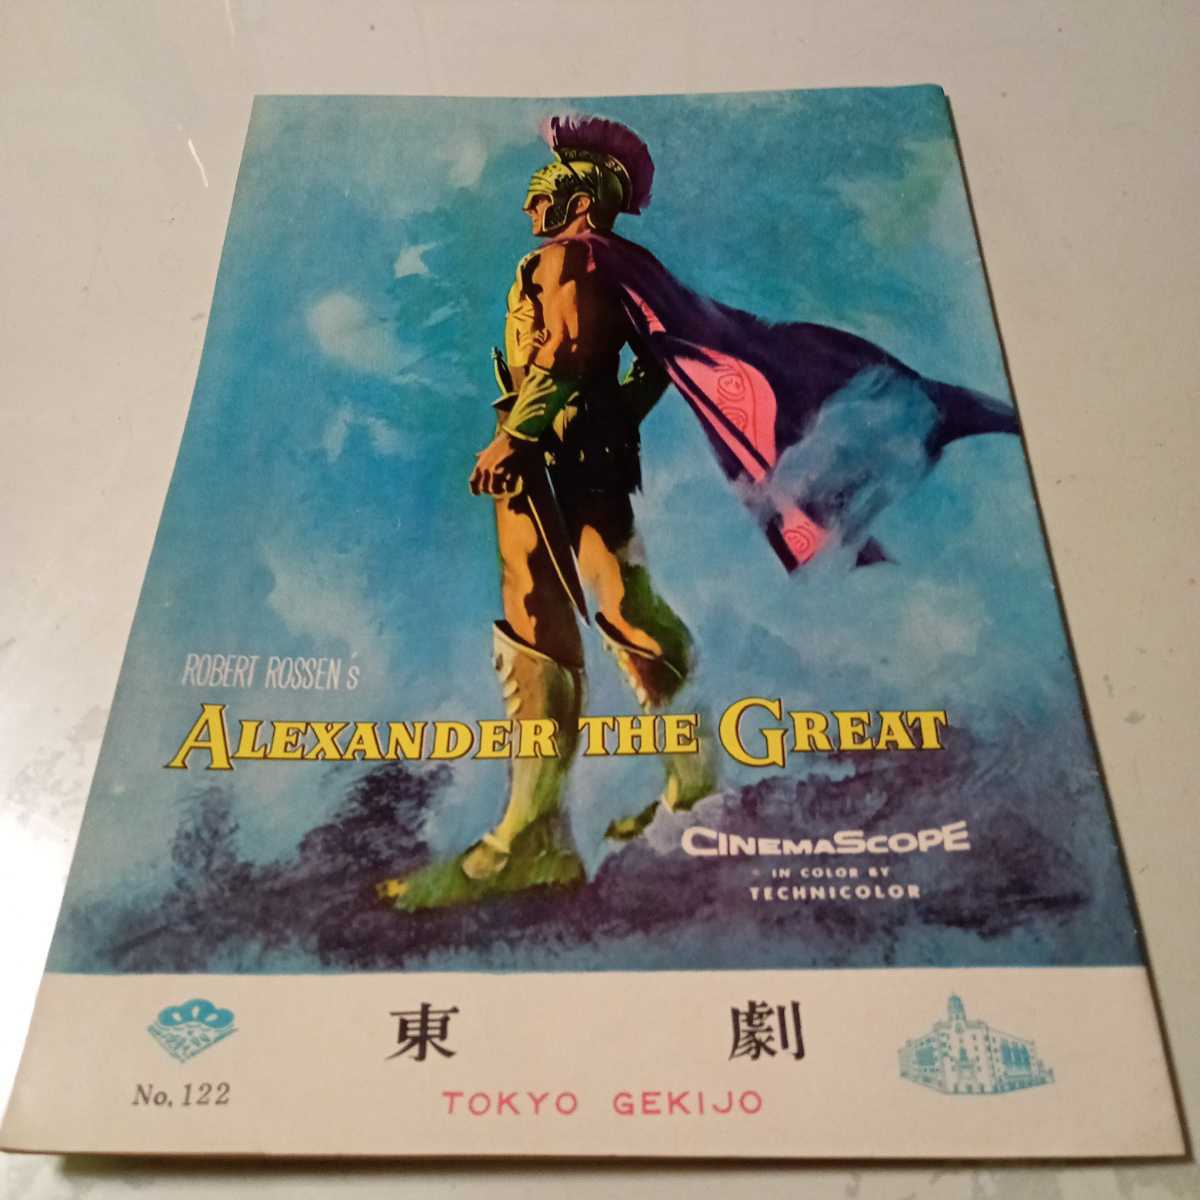 ROBERT ROSSEN's
ALEXANDER THE GREAT
CINEMASCOPE
IN COLOR BY
TECHNICOLOR
東 劇
No. 122
TOKYO GEKIJO